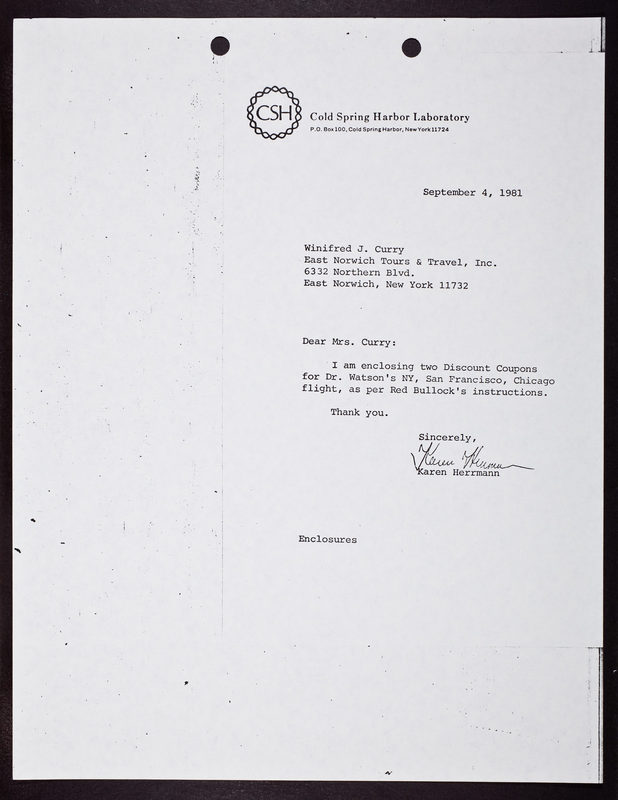 CSH
Cold Spring Harbor Laboratory
P.O. Box 100, Cold Spring Harbor, New York 11724
September 4, 1981
Winifred J. Curry
East Norwich Tours & Travel, Inc.
6332 Northern Blvd.
East Norwich, New York 11732
Dear Mrs. Curry:
I am enclosing two Discount Coupons
for Dr. Watson's NY, San Francisco, Chicago
flight, as per Red Bullock's instructions.
Thank you.
Sincerely,
Karen Herrmann
Karen Herrmann
Enclosures